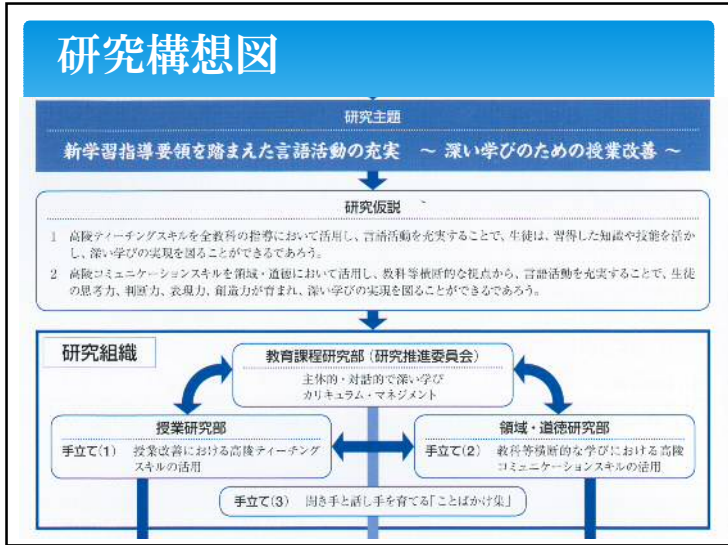 研究構想図
研究主題
新学習指導要領を踏まえた言語活動の充実 ～ 深い学びのための授業改善 ～
研究仮説
1 高陵ティーチングスキルを全教科の指導において活用し、言語活動を充実することで、生徒は、習得した知識や技能を活か
し、深い学びの実現を図ることができるであろう。
2 高陵コミュニケーションスキルを領域・道徳において活用し、教科等横断的な視点から、言語活動を充実することで、生徒
の思考力、判断力、表現力、創造力が育まれ、深い学びの実現を図ることができるであろう。
研究組織
教育課程研究部（研究推進委員会）
主体的・対話的で深い学び
カリキュラム・マネジメント
授業研究部
手立て(1) 授業改善における高陵ティーチング
スキルの活用
領域・道徳研究部
手立て(2) 教科等横断的な学びにおける高陵
コミュニケーションスキルの活用
手立て(3) 聞き手と話し手を育てる「ことばかけ集」